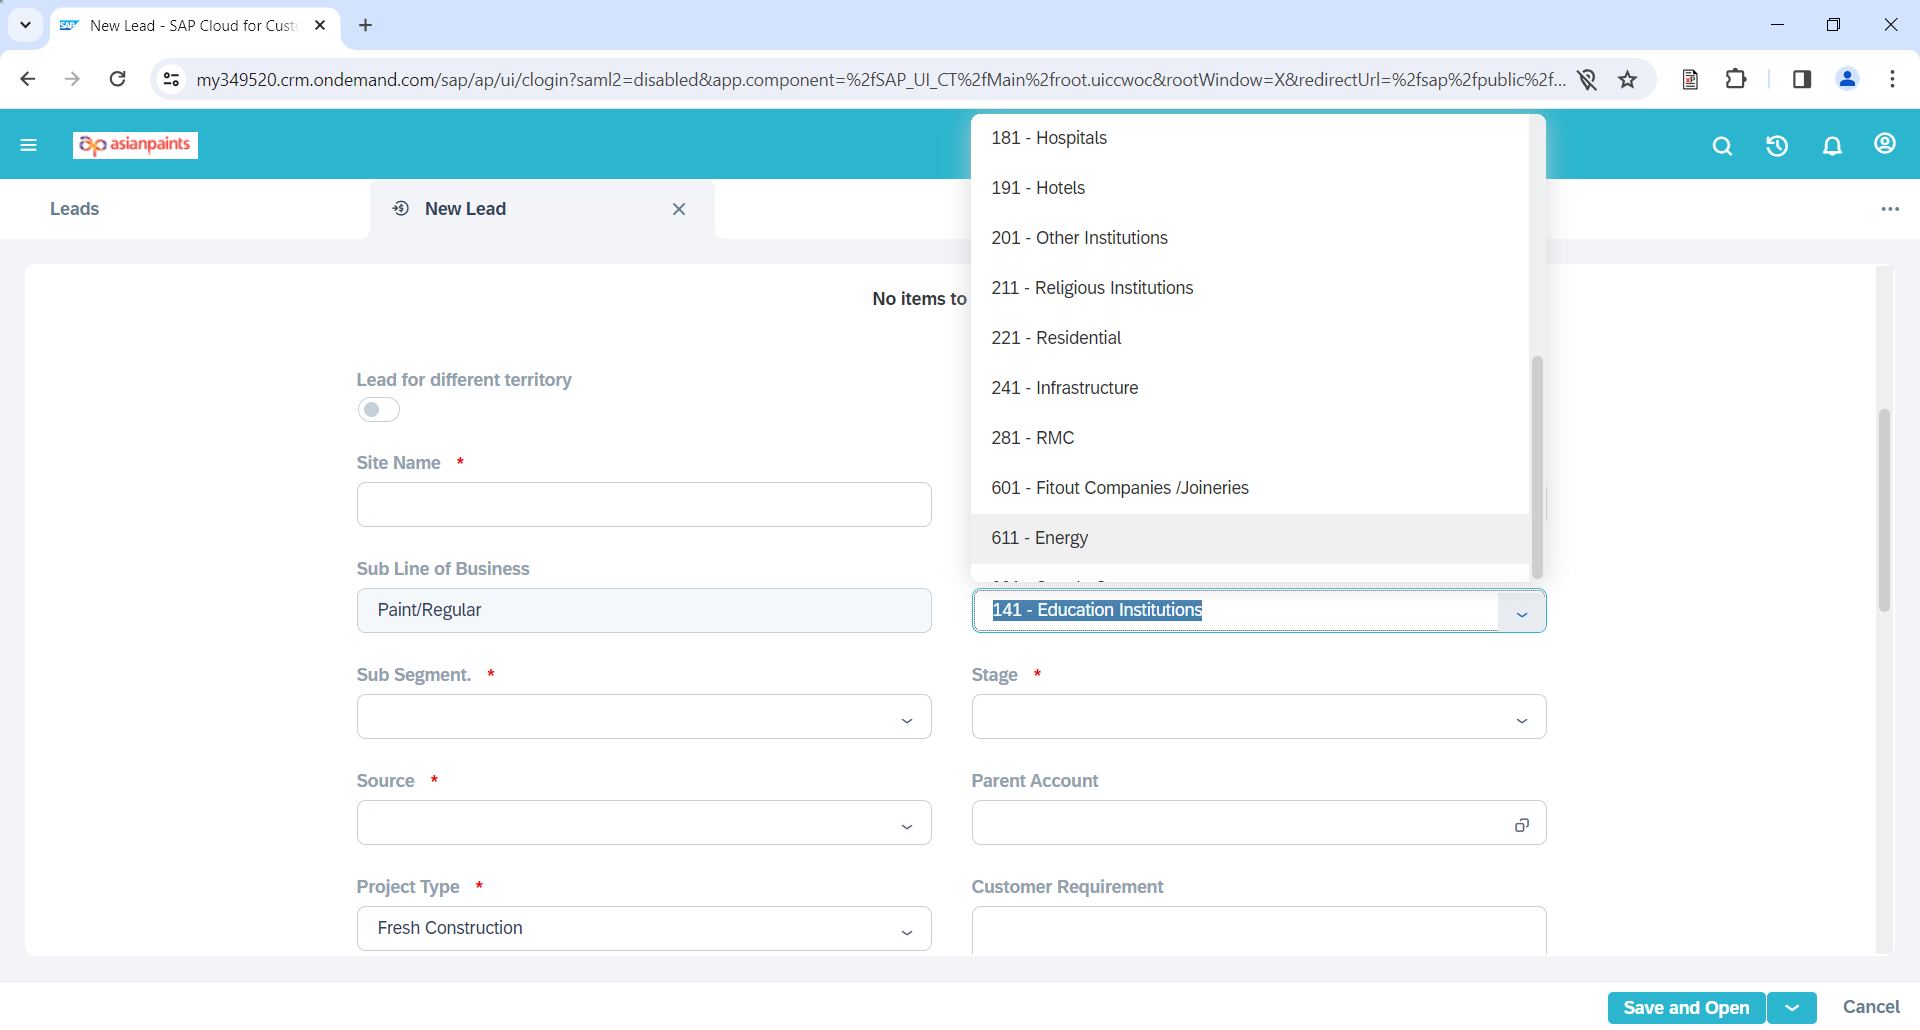 New Lead - SAP Cloud for Cust
my349520.crm.ondemand.com/sap/ap/ui/clogin?saml2=disabled&app.component=%2fSAP_UI_CT%2fMain%2froot.uiccwoc&rootWindow=X&redirectUrl=%2fsap%2fpublic%2f...
asianpaints
Leads
New Lead
No items to
181 - Hospitals
191 - Hotels
201 - Other Institutions
211 - Religious Institutions
221 - Residential
241 - Infrastructure
281 - RMC
601 - Fitout Companies /Joineries
611 - Energy
Lead for different territory
Site Name *
Sub Line of Business
Paint/Regular
141 - Education Institutions
Sub Segment. *
Stage *
Source *
Parent Account
Project Type *
Customer Requirement
Fresh Construction
Save and Open
Cancel